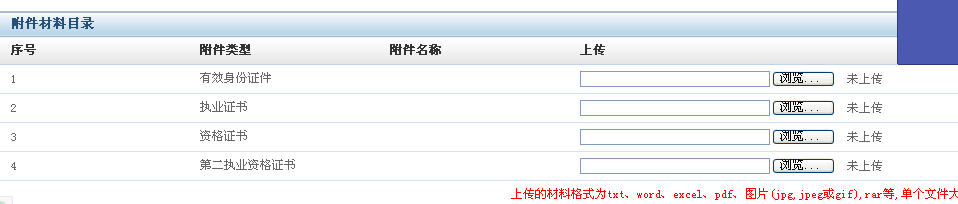 附件材料目录
序号 附件类型 附件名称 上传
1 有效身份证件 浏览... 未上传
2 执业证书 浏览... 未上传
3 资格证书 浏览... 未上传
4 第二执业资格证书 浏览... 未上传
上传的材料格式为txt、word、excel、pdf、图片(jpg,jpeg或gif),rar等,单个文件大